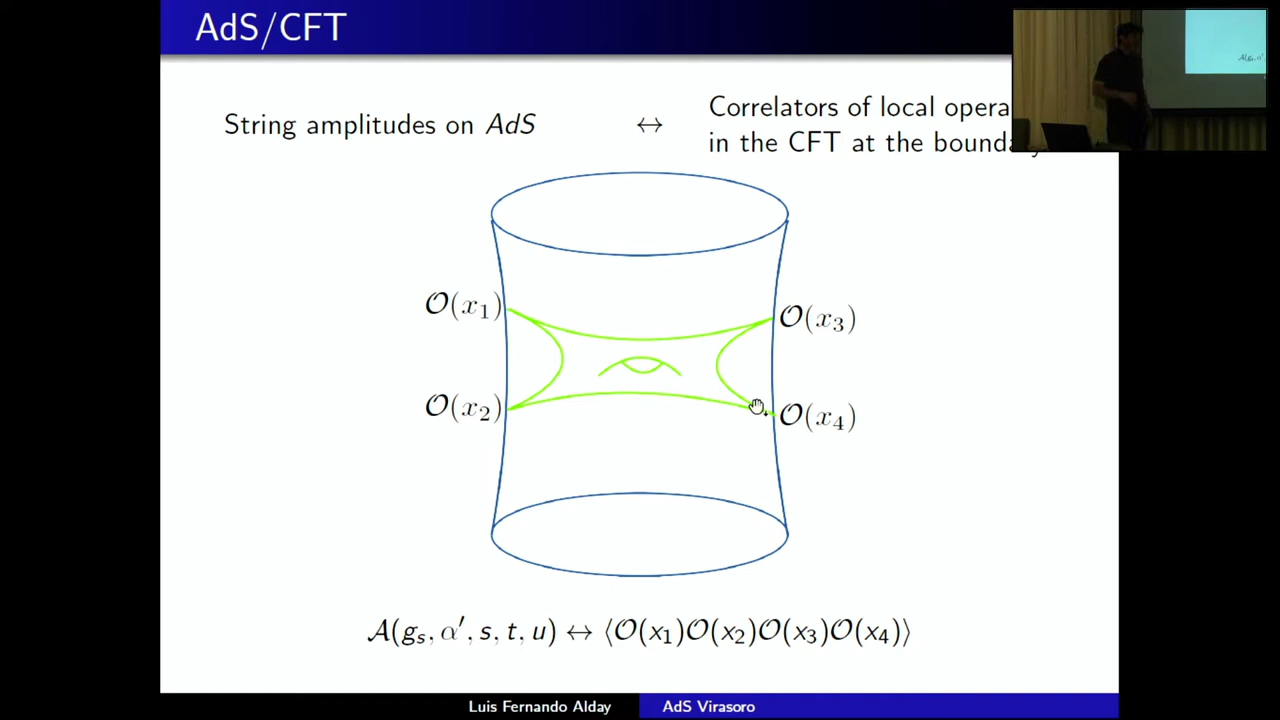 AdS/CFT
String amplitudes on AdS ↔ Correlators of local opera
in the CFT at the
O(x₁)
O(x₃)
O(x₂)
O(x₄)
A(gₛ, α′, s, t, u) ↔ ⟨O(x₁)O(x₂)O(x₃)O(x₄)⟩
Luis Fernando Alday AdS Virasoro